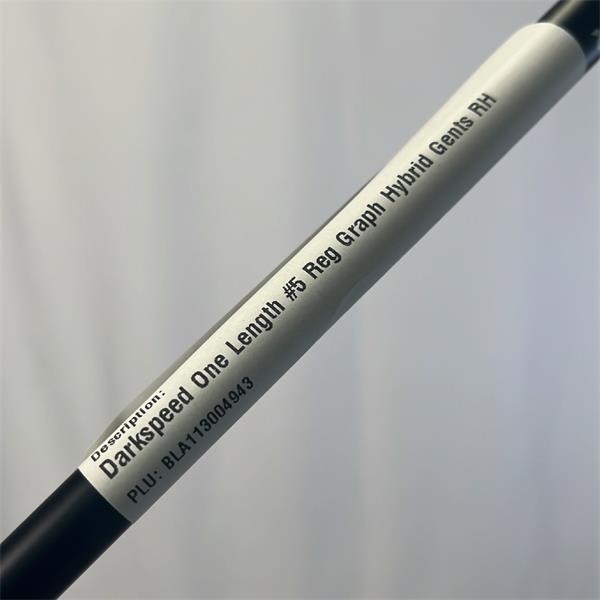 Description:
Darkspeed One Length #5 Reg Graph Hybrid Gents RH
PLU: BLA113004943